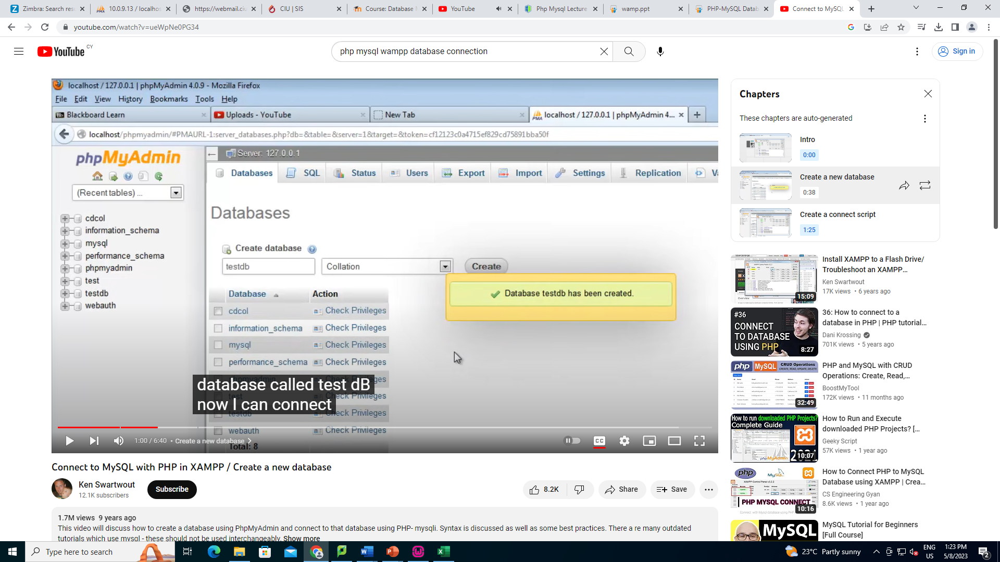 Zimbra: Search res
10.0.9.13 / localhos
https://webmail.ciu
CIU | SIS
Course: Database M
YouTube
Php Mysql Lecture
wamp.ppt
PHP-MySQL Datab
Connect to MySQL
youtube.com/watch?v=ueWpNe0PG34
YouTube CY
php mysql wampp database connection
Sign in
localhost / 127.0.0.1 | phpMyAdmin 4.0.9 - Mozilla Firefox
File Edit View History Bookmarks Tools Help
Blackboard Learn
Uploads - YouTube
New Tab
localhost / 127.0.0.1 | phpMyAdmin 4...
localhost/phpmyadmin/#PMAURL-1:server_databases.php?db=&table=&server=1&target=&token=cf12123c0a4715ef829cd75891bba50f
phpMyAdmin
(Recent tables) ...
cdcol
information_schema
mysql
performance_schema
phpmyadmin
test
testdb
webauth
Server: 127.0.0.1
Databases SQL Status Users Export Import Settings Replication Va
Databases
Create database
testdb Collation Create
Database testdb has been created.
Database Action
cdcol Check Privileges
information_schema Check Privileges
mysql Check Privileges
performance_schema Check Privileges
phpmyadmin
test Check Privileges
testdb Check Privileges
webauth Check Privileges
Total: 8
database called test dB
now I can connect
1:00 / 6:40 • Create a new database
CC
Connect to MySQL with PHP in XAMPP / Create a new database
Ken Swartwout
12.1K subscribers
Subscribe
8.2K
Share
Save
1.7M views 9 years ago
This video will discuss how to create a database using PhpMyAdmin and connect to that database using PHP- mysqli. Syntax is discussed as well as some best practices. There a re many outdated
tutorials which use mysql - these should not be used interchangeably. Show more
Chapters
These chapters are auto-generated
Intro
0:00
Create a new database
0:38
Create a connect script
1:25
15:09
Install XAMPP to a Flash Drive/
Troubleshoot an XAMPP…
Ken Swartwout
17K views • 6 years ago
#36
CONNECT
TO DATABASE
USING PHP
8:27
36: How to connect to a
database in PHP | PHP tutorial…
Dani Krossing
701K views • 5 years ago
php MySQL CRUD Operations
CREATE, READ, UPDATE, DELETE
32:49
PHP and MySQL with CRUD
Operations: Create, Read,…
BoostMyTool
172K views • 11 months ago
How to run downloaded PHP Projects?
Complete Guide
phpMyAdmin
10:07
How to Run and Execute
downloaded PHP Projects? […
Geeky Script
57K views • 1 year ago
php MySQL
XAMPP Control Panel v3.2.2
PHP MYSQL CONNECT
10:16
How to Connect PHP to MySQL
Database using XAMPP | Crea…
CS Engineering Gyan
8.6K views • 1 year ago
MySQL
MySQL Tutorial for Beginners
[Full Course]
Type here to search
23°C Partly sunny
ENG
US
1:23 PM
5/8/2023
2